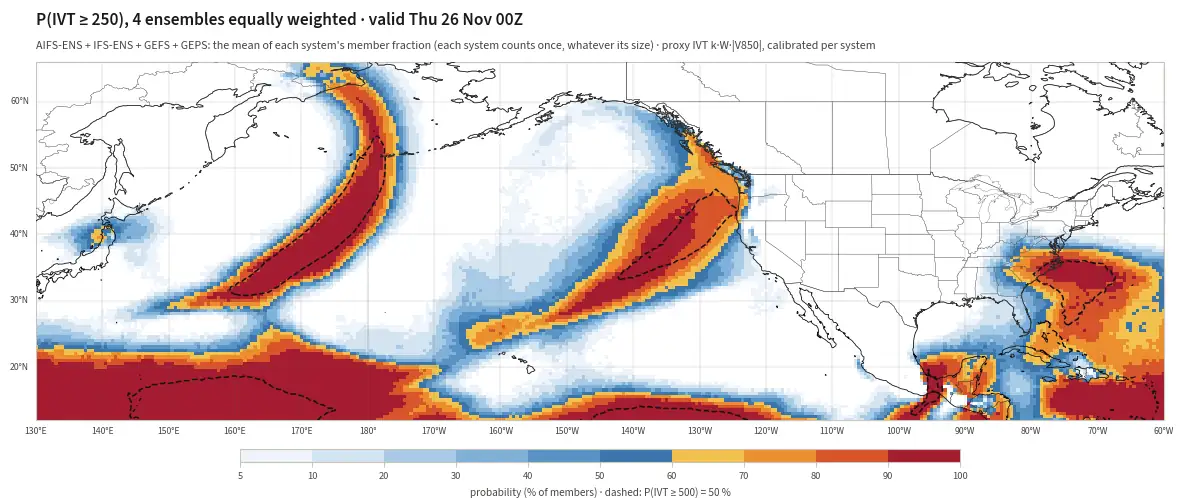 P(IVT ≥ 250), 4 ensembles equally weighted · valid Thu 26 Nov 00Z
AIFS-ENS + IFS-ENS + GEFS + GEPS: the mean of each system's member fraction (each system counts once, whatever its size) · proxy IVT k·W·|V850|, calibrated per system
60°N
50°N
40°N
30°N
20°N
130°E 140°E 150°E 160°E 170°E 180° 170°W 160°W 150°W 140°W 130°W 120°W 110°W 100°W 90°W 80°W 70°W 60°W
5 10 20 30 40 50 60 70 80 90 100
probability (% of members) · dashed: P(IVT ≥ 500) = 50 %